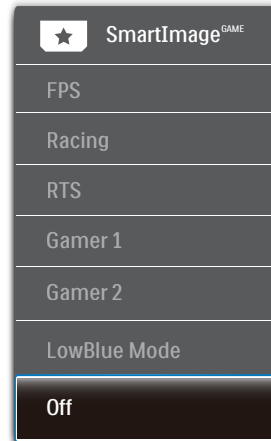 SmartImage GAME
FPS
Racing
RTS
Gamer 1
Gamer 2
LowBlue Mode
Off